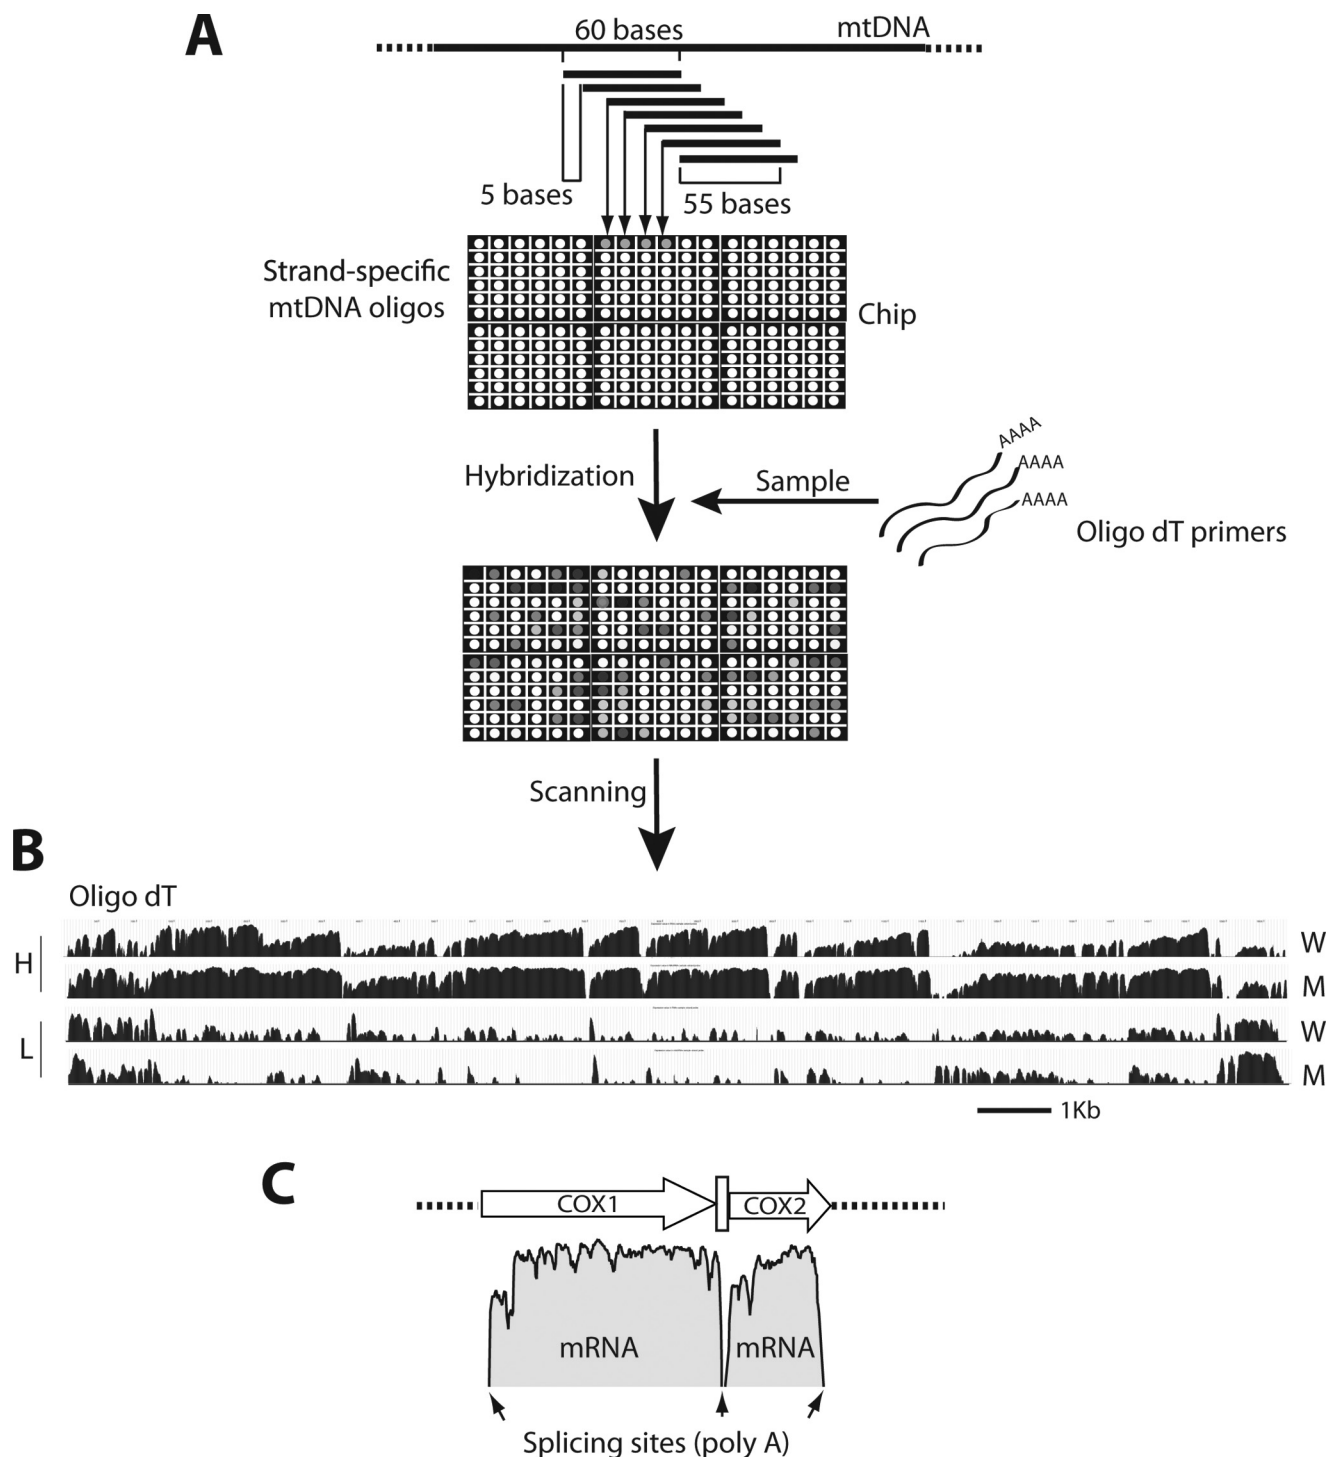 A
60 bases
mtDNA
5 bases
55 bases
Strand-specific
mtDNA oligos
Chip
AAAA
AAAA
AAAA
Hybridization
Sample
Oligo dT primers
Scanning
B
Oligo dT
H
W
M
L
W
M
1Kb
C
COX1
COX2
mRNA
mRNA
Splicing sites (poly A)